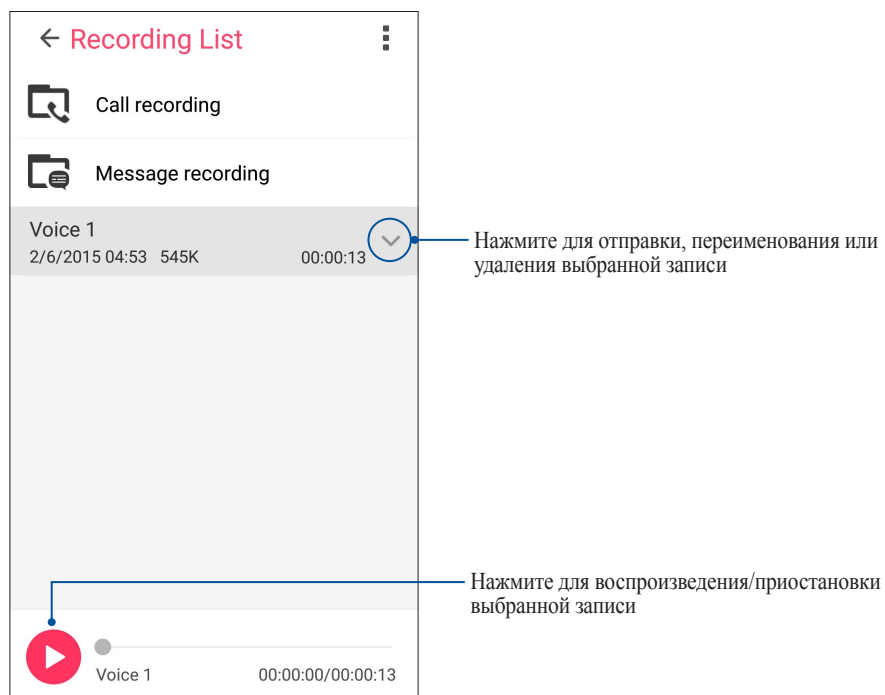 Recording List
Call recording
Message recording
Voice 1
2/6/2015 04:53 545K 00:00:13
Нажмите для отправки, переименования или
удаления выбранной записи
Нажмите для воспроизведения/приостановки
выбранной записи
Voice 1 00:00:00/00:00:13